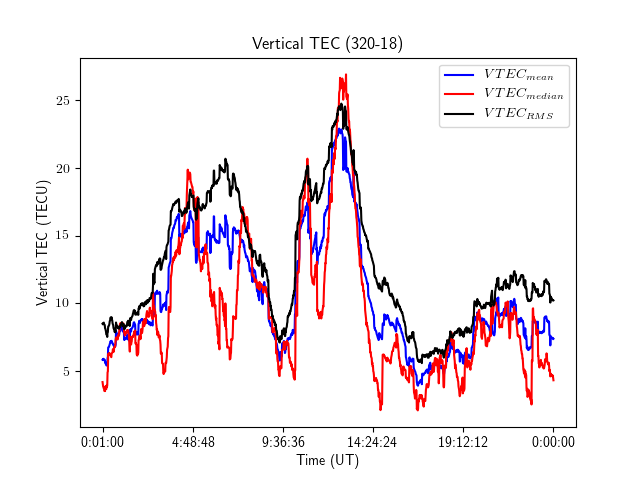 Vertical TEC (320-18)
VTEC_mean
VTEC_median
VTEC_RMS
Vertical TEC (TECU)
25
20
15
10
5
0:01:00 4:48:48 9:36:36 14:24:24 19:12:12 0:00:00
Time (UT)